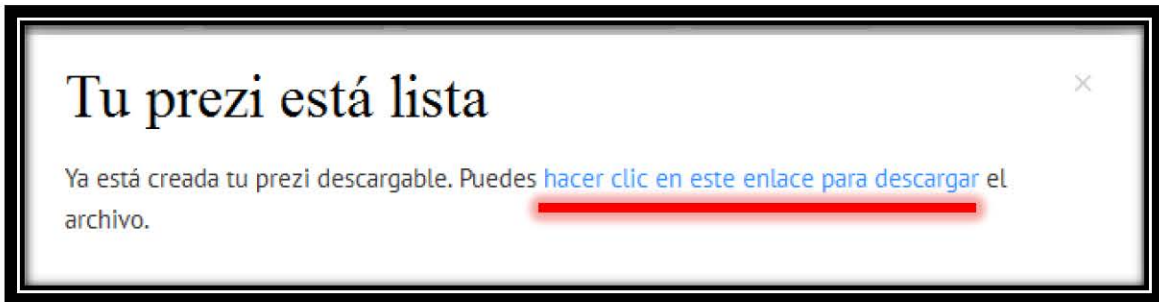 Tu prezi está lista
Ya está creada tu prezi descargable. Puedes hacer clic en este enlace para descargar el
archivo.